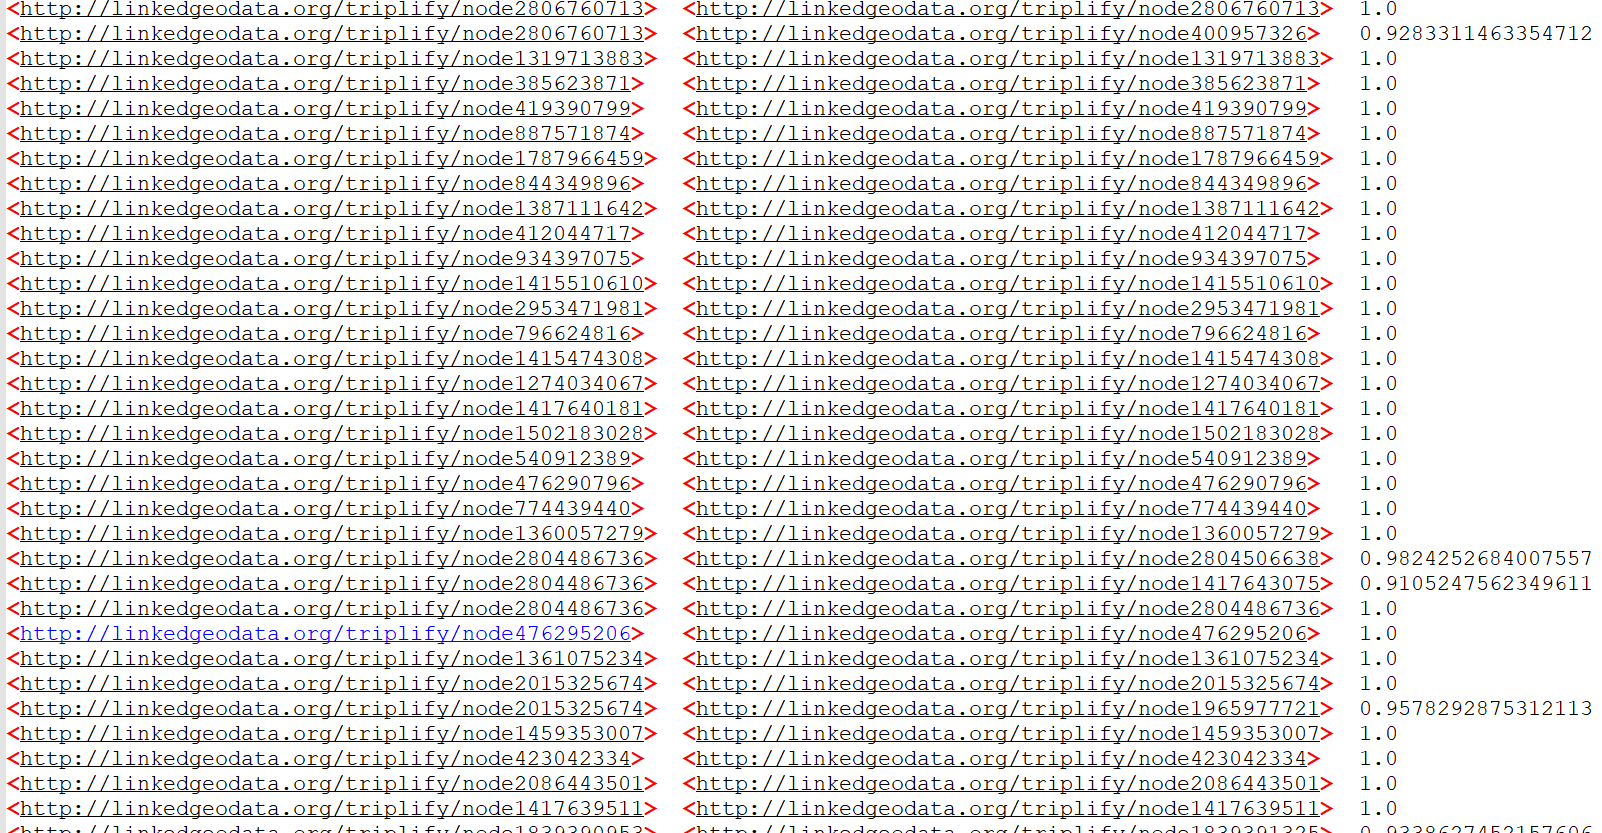 <http://linkedgeodata.org/triplify/node2806760713> <http://linkedgeodata.org/triplify/node2806760713> 1.0
<http://linkedgeodata.org/triplify/node2806760713> <http://linkedgeodata.org/triplify/node400957326> 0.9283311463354712
<http://linkedgeodata.org/triplify/node1319713883> <http://linkedgeodata.org/triplify/node1319713883> 1.0
<http://linkedgeodata.org/triplify/node385623871> <http://linkedgeodata.org/triplify/node385623871> 1.0
<http://linkedgeodata.org/triplify/node419390799> <http://linkedgeodata.org/triplify/node419390799> 1.0
<http://linkedgeodata.org/triplify/node887571874> <http://linkedgeodata.org/triplify/node887571874> 1.0
<http://linkedgeodata.org/triplify/node1787966459> <http://linkedgeodata.org/triplify/node1787966459> 1.0
<http://linkedgeodata.org/triplify/node844349896> <http://linkedgeodata.org/triplify/node844349896> 1.0
<http://linkedgeodata.org/triplify/node1387111642> <http://linkedgeodata.org/triplify/node1387111642> 1.0
<http://linkedgeodata.org/triplify/node412044717> <http://linkedgeodata.org/triplify/node412044717> 1.0
<http://linkedgeodata.org/triplify/node934397075> <http://linkedgeodata.org/triplify/node934397075> 1.0
<http://linkedgeodata.org/triplify/node1415510610> <http://linkedgeodata.org/triplify/node1415510610> 1.0
<http://linkedgeodata.org/triplify/node2953471981> <http://linkedgeodata.org/triplify/node2953471981> 1.0
<http://linkedgeodata.org/triplify/node796624816> <http://linkedgeodata.org/triplify/node796624816> 1.0
<http://linkedgeodata.org/triplify/node1415474308> <http://linkedgeodata.org/triplify/node1415474308> 1.0
<http://linkedgeodata.org/triplify/node1274034067> <http://linkedgeodata.org/triplify/node1274034067> 1.0
<http://linkedgeodata.org/triplify/node1417640181> <http://linkedgeodata.org/triplify/node1417640181> 1.0
<http://linkedgeodata.org/triplify/node1502183028> <http://linkedgeodata.org/triplify/node1502183028> 1.0
<http://linkedgeodata.org/triplify/node540912389> <http://linkedgeodata.org/triplify/node540912389> 1.0
<http://linkedgeodata.org/triplify/node476290796> <http://linkedgeodata.org/triplify/node476290796> 1.0
<http://linkedgeodata.org/triplify/node774439440> <http://linkedgeodata.org/triplify/node774439440> 1.0
<http://linkedgeodata.org/triplify/node1360057279> <http://linkedgeodata.org/triplify/node1360057279> 1.0
<http://linkedgeodata.org/triplify/node2804486736> <http://linkedgeodata.org/triplify/node2804506638> 0.9824252684007557
<http://linkedgeodata.org/triplify/node2804486736> <http://linkedgeodata.org/triplify/node1417643075> 0.9105247562349611
<http://linkedgeodata.org/triplify/node2804486736> <http://linkedgeodata.org/triplify/node2804486736> 1.0
<http://linkedgeodata.org/triplify/node476295206> <http://linkedgeodata.org/triplify/node476295206> 1.0
<http://linkedgeodata.org/triplify/node1361075234> <http://linkedgeodata.org/triplify/node1361075234> 1.0
<http://linkedgeodata.org/triplify/node2015325674> <http://linkedgeodata.org/triplify/node2015325674> 1.0
<http://linkedgeodata.org/triplify/node2015325674> <http://linkedgeodata.org/triplify/node1965977721> 0.9578292875312113
<http://linkedgeodata.org/triplify/node1459353007> <http://linkedgeodata.org/triplify/node1459353007> 1.0
<http://linkedgeodata.org/triplify/node423042334> <http://linkedgeodata.org/triplify/node423042334> 1.0
<http://linkedgeodata.org/triplify/node2086443501> <http://linkedgeodata.org/triplify/node2086443501> 1.0
<http://linkedgeodata.org/triplify/node1417639511> <http://linkedgeodata.org/triplify/node1417639511> 1.0